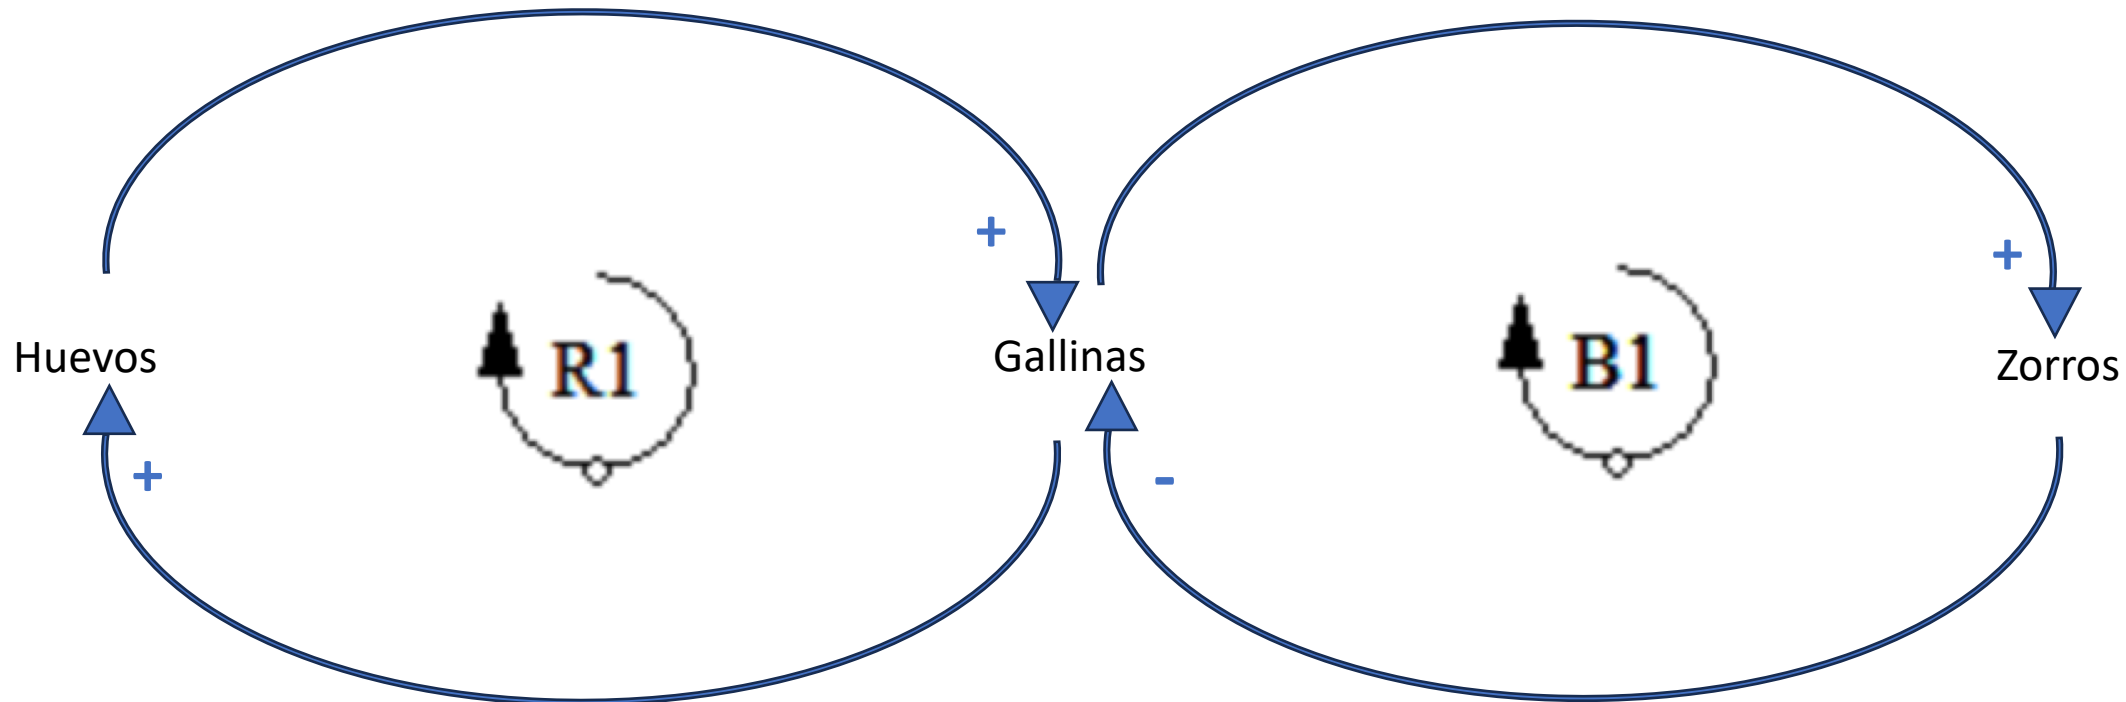 +
+
Huevos
R1
Gallinas
B1
Zorros
+
-